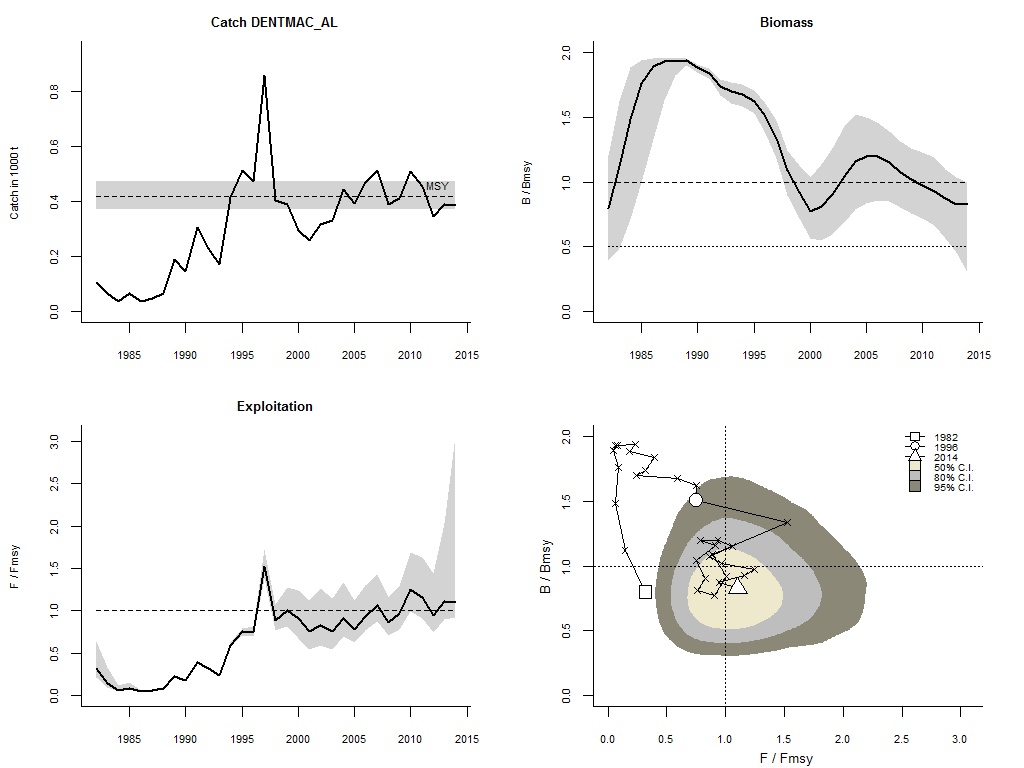 Catch DENTMAC_AL
Catch in 1000 t
0.0 0.2 0.4 0.6 0.8
MSY
1985 1990 1995 2000 2005 2010 2015
Biomass
B / Bmsy
0.0 0.5 1.0 1.5 2.0
1985 1990 1995 2000 2005 2010 2015
Exploitation
F / Fmsy
0.0 0.5 1.0 1.5 2.0 2.5 3.0
1985 1990 1995 2000 2005 2010 2015
B / Bmsy
0.0 0.5 1.0 1.5 2.0
1982
1996
2014
50% C.I.
80% C.I.
95% C.I.
0.0 0.5 1.0 1.5 2.0 2.5 3.0
F / Fmsy